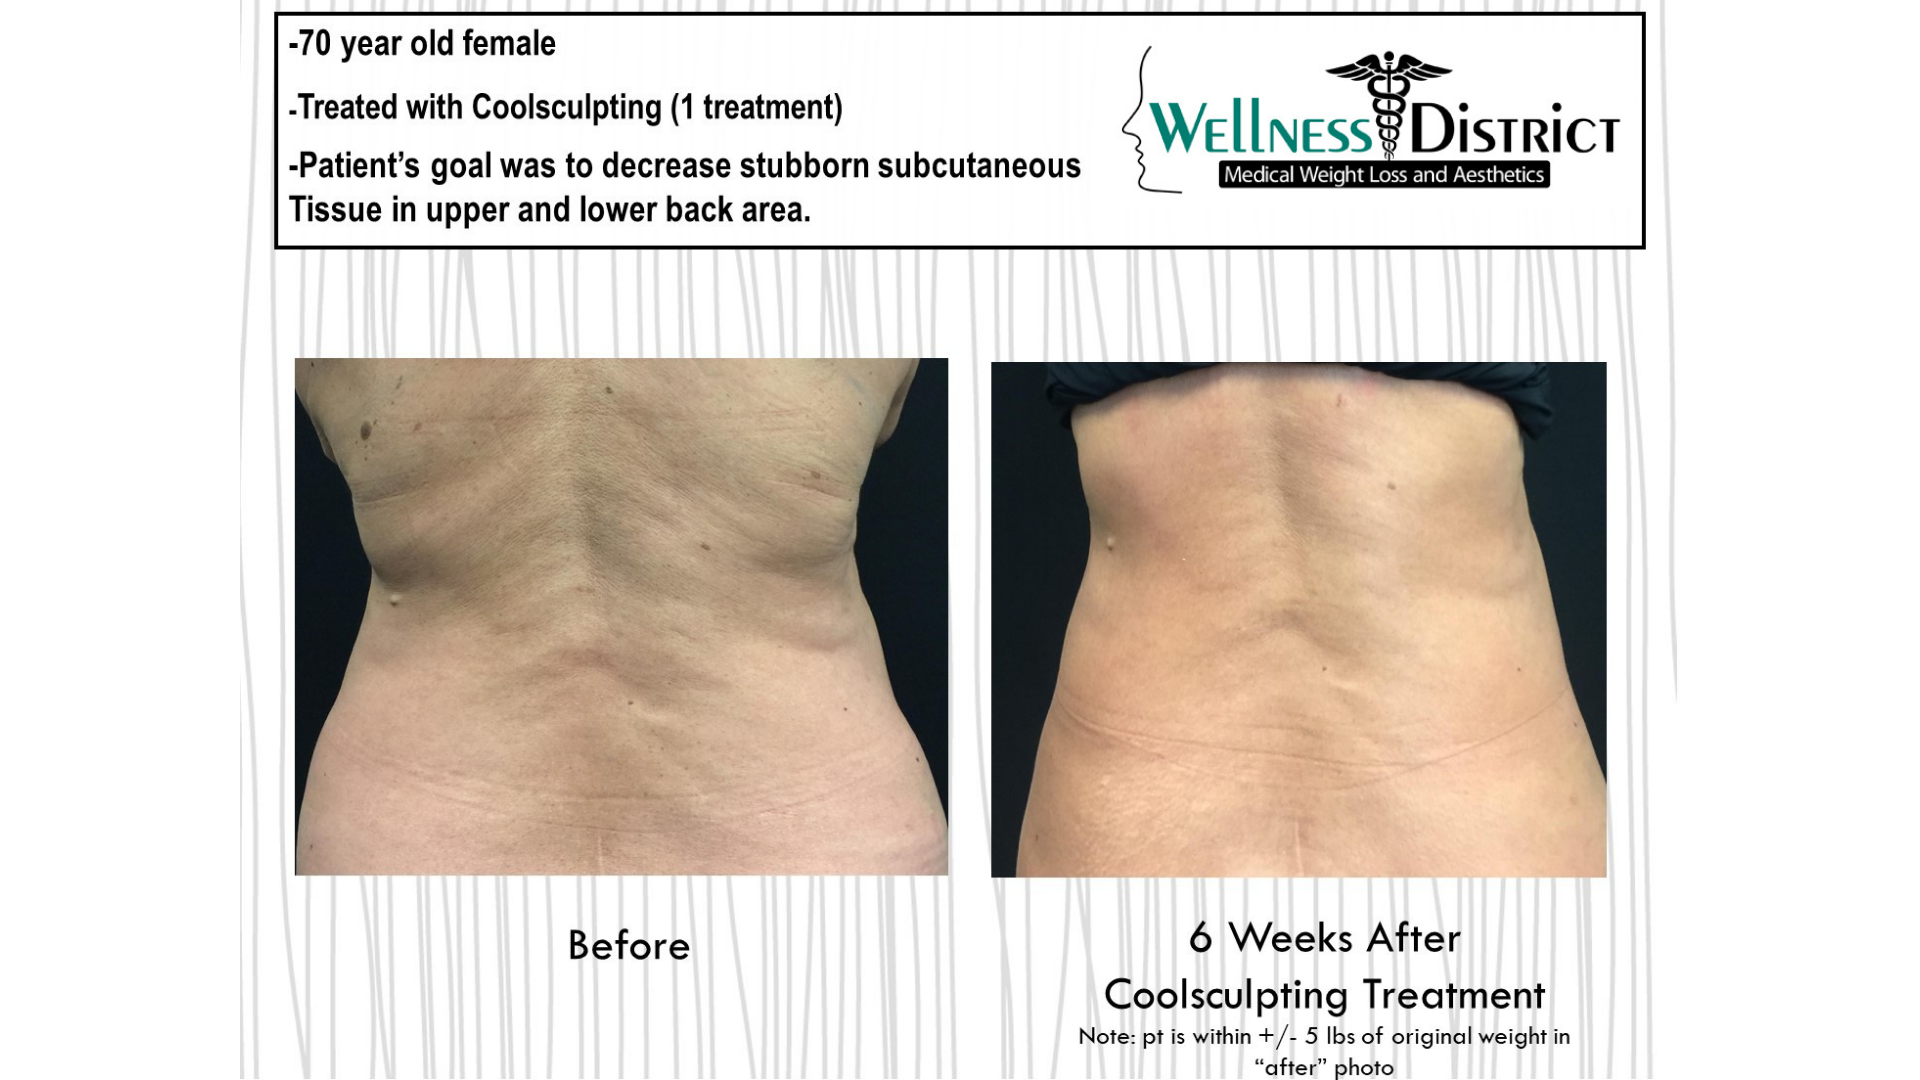 -70 year old female
-Treated with Coolsculpting (1 treatment)
-Patient’s goal was to decrease stubborn subcutaneous
Tissue in upper and lower back area.
WELLNESS DISTRICT
Medical Weight Loss and Aesthetics
Before
6 Weeks After
Coolsculpting Treatment
Note: pt is within +/- 5 lbs of original weight in
“after” photo